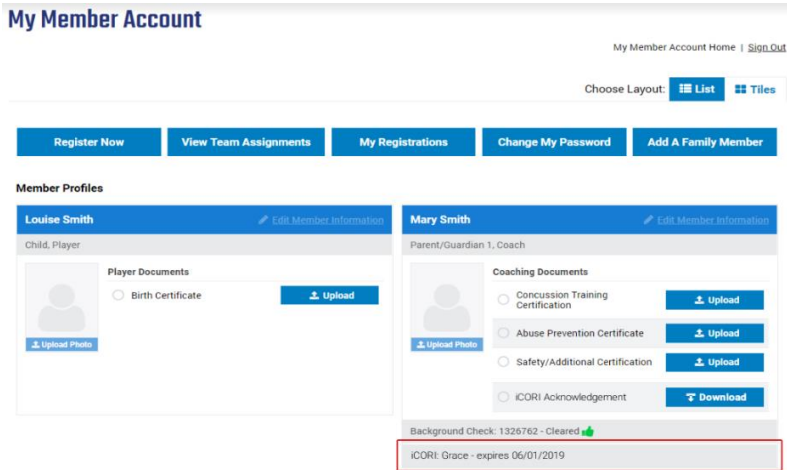 My Member Account
My Member Account Home | Sign Out
Choose Layout: List Tiles
Register Now View Team Assignments My Registrations Change My Password Add A Family Member
Member Profiles
Louise Smith Edit Member Information
Child, Player
Player Documents
Birth Certificate Upload
Upload Photo
Mary Smith Edit Member Information
Parent/Guardian 1, Coach
Coaching Documents
Concussion Training
Certification Upload
Abuse Prevention Certificate Upload
Upload Photo
Safety/Additional Certification Upload
iCORI Acknowledgement Download
Background Check: 1326762 - Cleared
iCORI: Grace - expires 06/01/2019